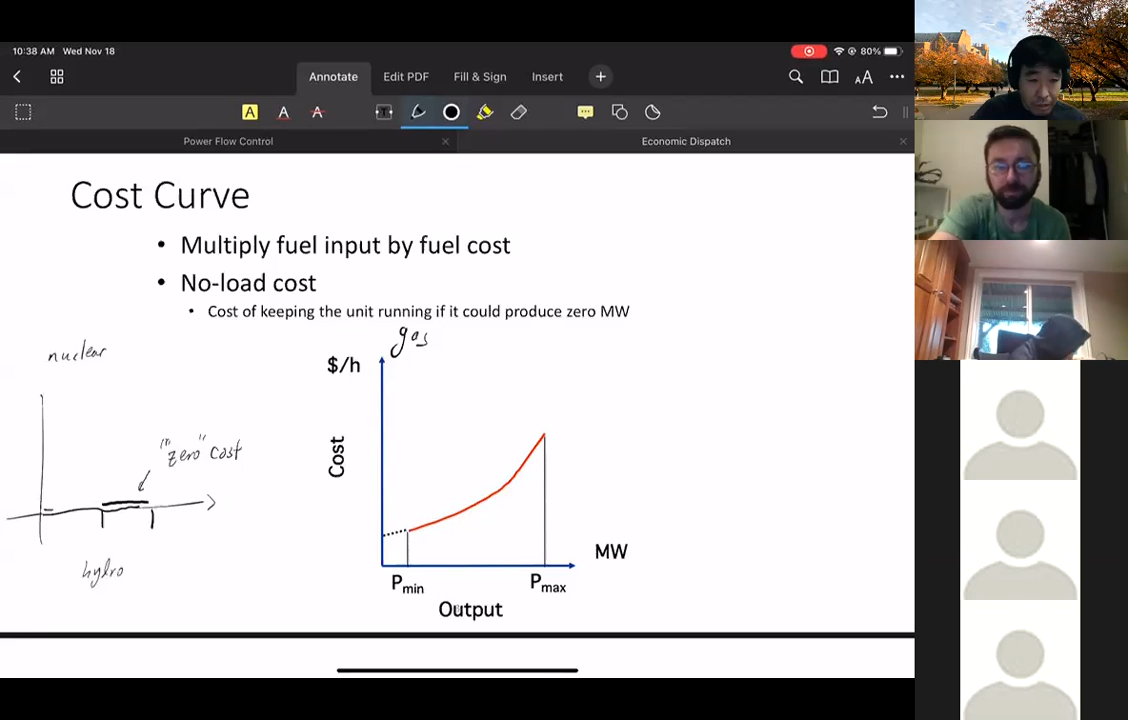 10:38 AM Wed Nov 18
80%
Annotate Edit PDF Fill & Sign Insert
Power Flow Control
Economic Dispatch
Cost Curve
• Multiply fuel input by fuel cost
• No-load cost
• Cost of keeping the unit running if it could produce zero MW
nuclear
"zero" cost
hydro
gas
$/h
Cost
MW
Pmin
Pmax
Output